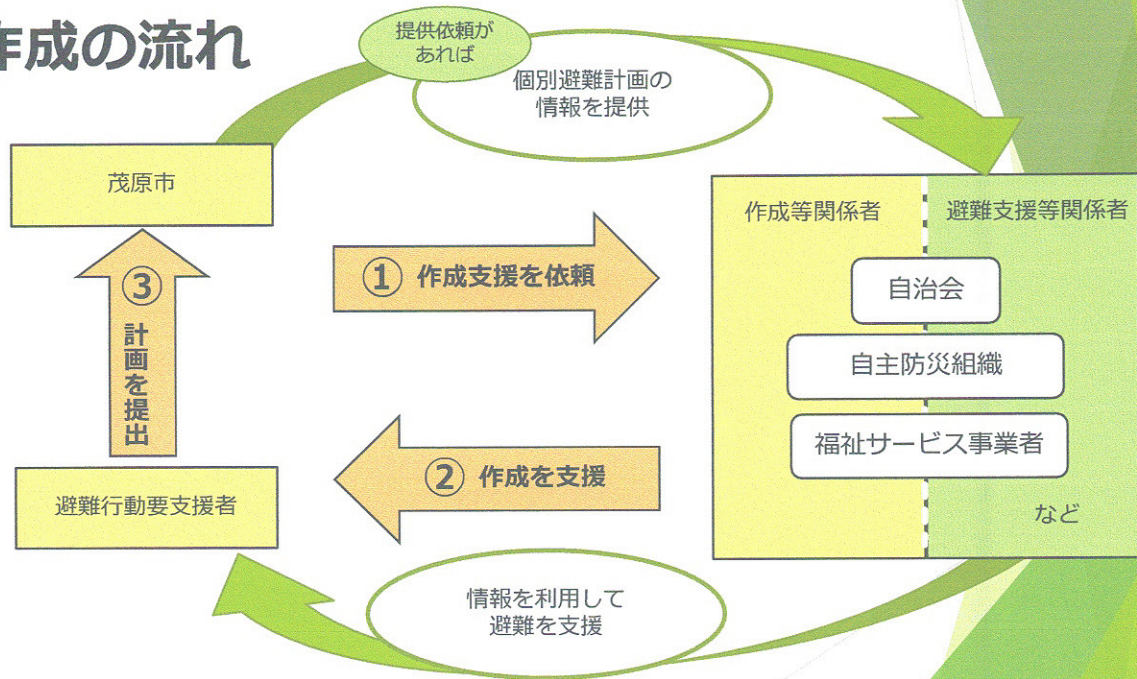 作成の流れ
提供依頼が
あれば
個別避難計画の
情報を提供
茂原市
作成等関係者
避難支援等関係者
① 作成支援を依頼
自治会
自主防災組織
福祉サービス事業者
など
③ 計画を提出
② 作成を支援
避難行動要支援者
情報を利用して
避難を支援